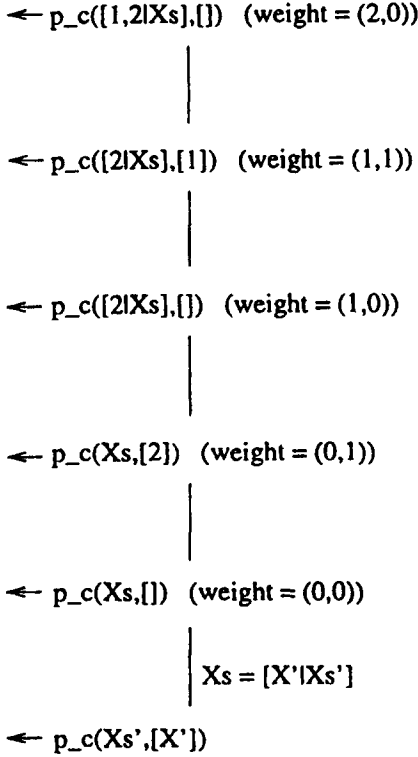 ← p_c([1,2|Xs],[]) (weight = (2,0))
← p_c([2|Xs],[1]) (weight = (1,1))
← p_c([2|Xs],[]) (weight = (1,0))
← p_c(Xs,[2]) (weight = (0,1))
← p_c(Xs,[]) (weight = (0,0))
Xs = [X'|Xs']
← p_c(Xs',[X'])